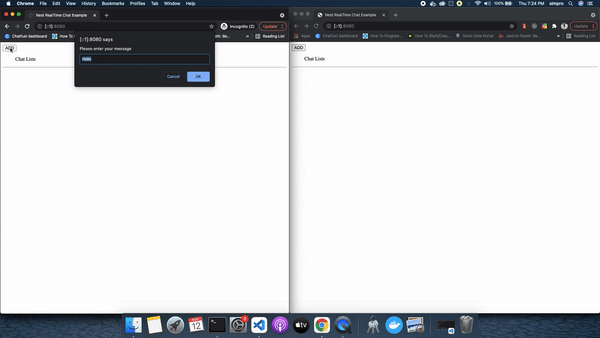 Chrome File Edit View History Bookmarks Profiles Tab Window Help
100% Thu 7:24 PM simpro
Nest RealTime Chat Example
[::1]:8080
Incognito (2) Update
Chatfuel dashboard
Reading List
ADD
[::1]:8080 says
Please enter your message
Hello
Cancel OK
Chat Lists
Nest RealTime Chat Example
[::1]:8080
Update
Apps Chatfuel dashboard How To Program... How to Start/Crea... Sonic Data Portal Java In-Depth: Be... Reading List
ADD
Chat Lists